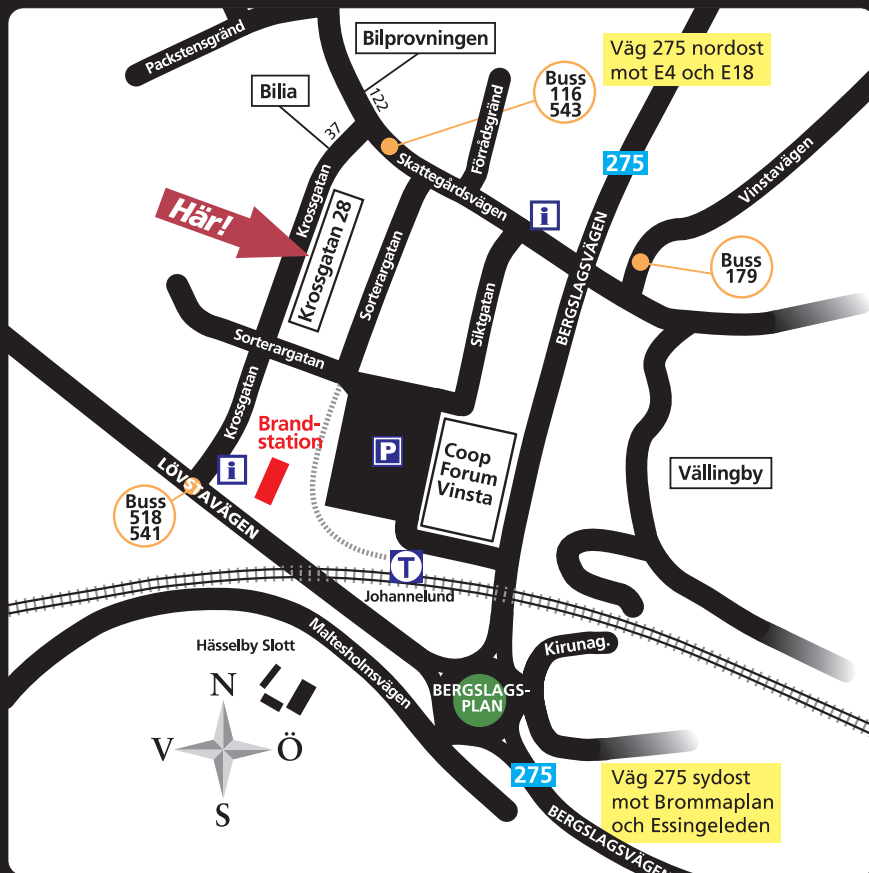 Packstensgränd
Bilprovningen
Väg 275 nordost
mot E4 och E18
Bilia
122
37
Buss
116
543
Förrådsgränd
275
Vinstavägen
Skattegårdsvägen
i
Här!
Krossgatan
Krossgatan 28
Sorterargatan
Siktgatan
BERGSLAGSVÄGEN
Buss
179
Sorterargatan
Krossgatan
Brand-
station
P
Coop
Forum
Vinsta
Vällingby
i
LÖVSTAVÄGEN
Buss
518
541
T
Johannelund
Hässelby Slott
Maltesholmsvägen
Kirunag.
BERGSLAGS-
PLAN
N
V
Ö
S
275
Väg 275 sydost
mot Brommaplan
och Essingeleden
BERGSLAGSVÄGEN